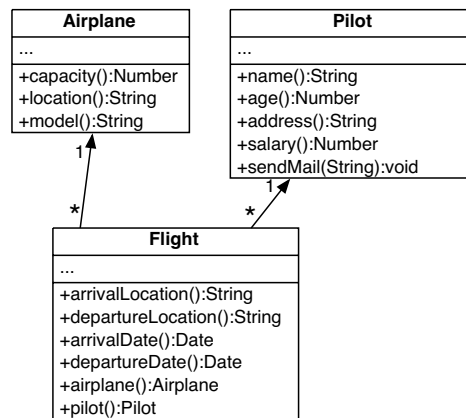 Airplane
...
+capacity():Number
+location():String
+model():String
Pilot
...
+name():String
+age():Number
+address():String
+salary():Number
+sendMail(String):void
1
*
1
*
Flight
...
+arrivalLocation():String
+departureLocation():String
+arrivalDate():Date
+departureDate():Date
+airplane():Airplane
+pilot():Pilot